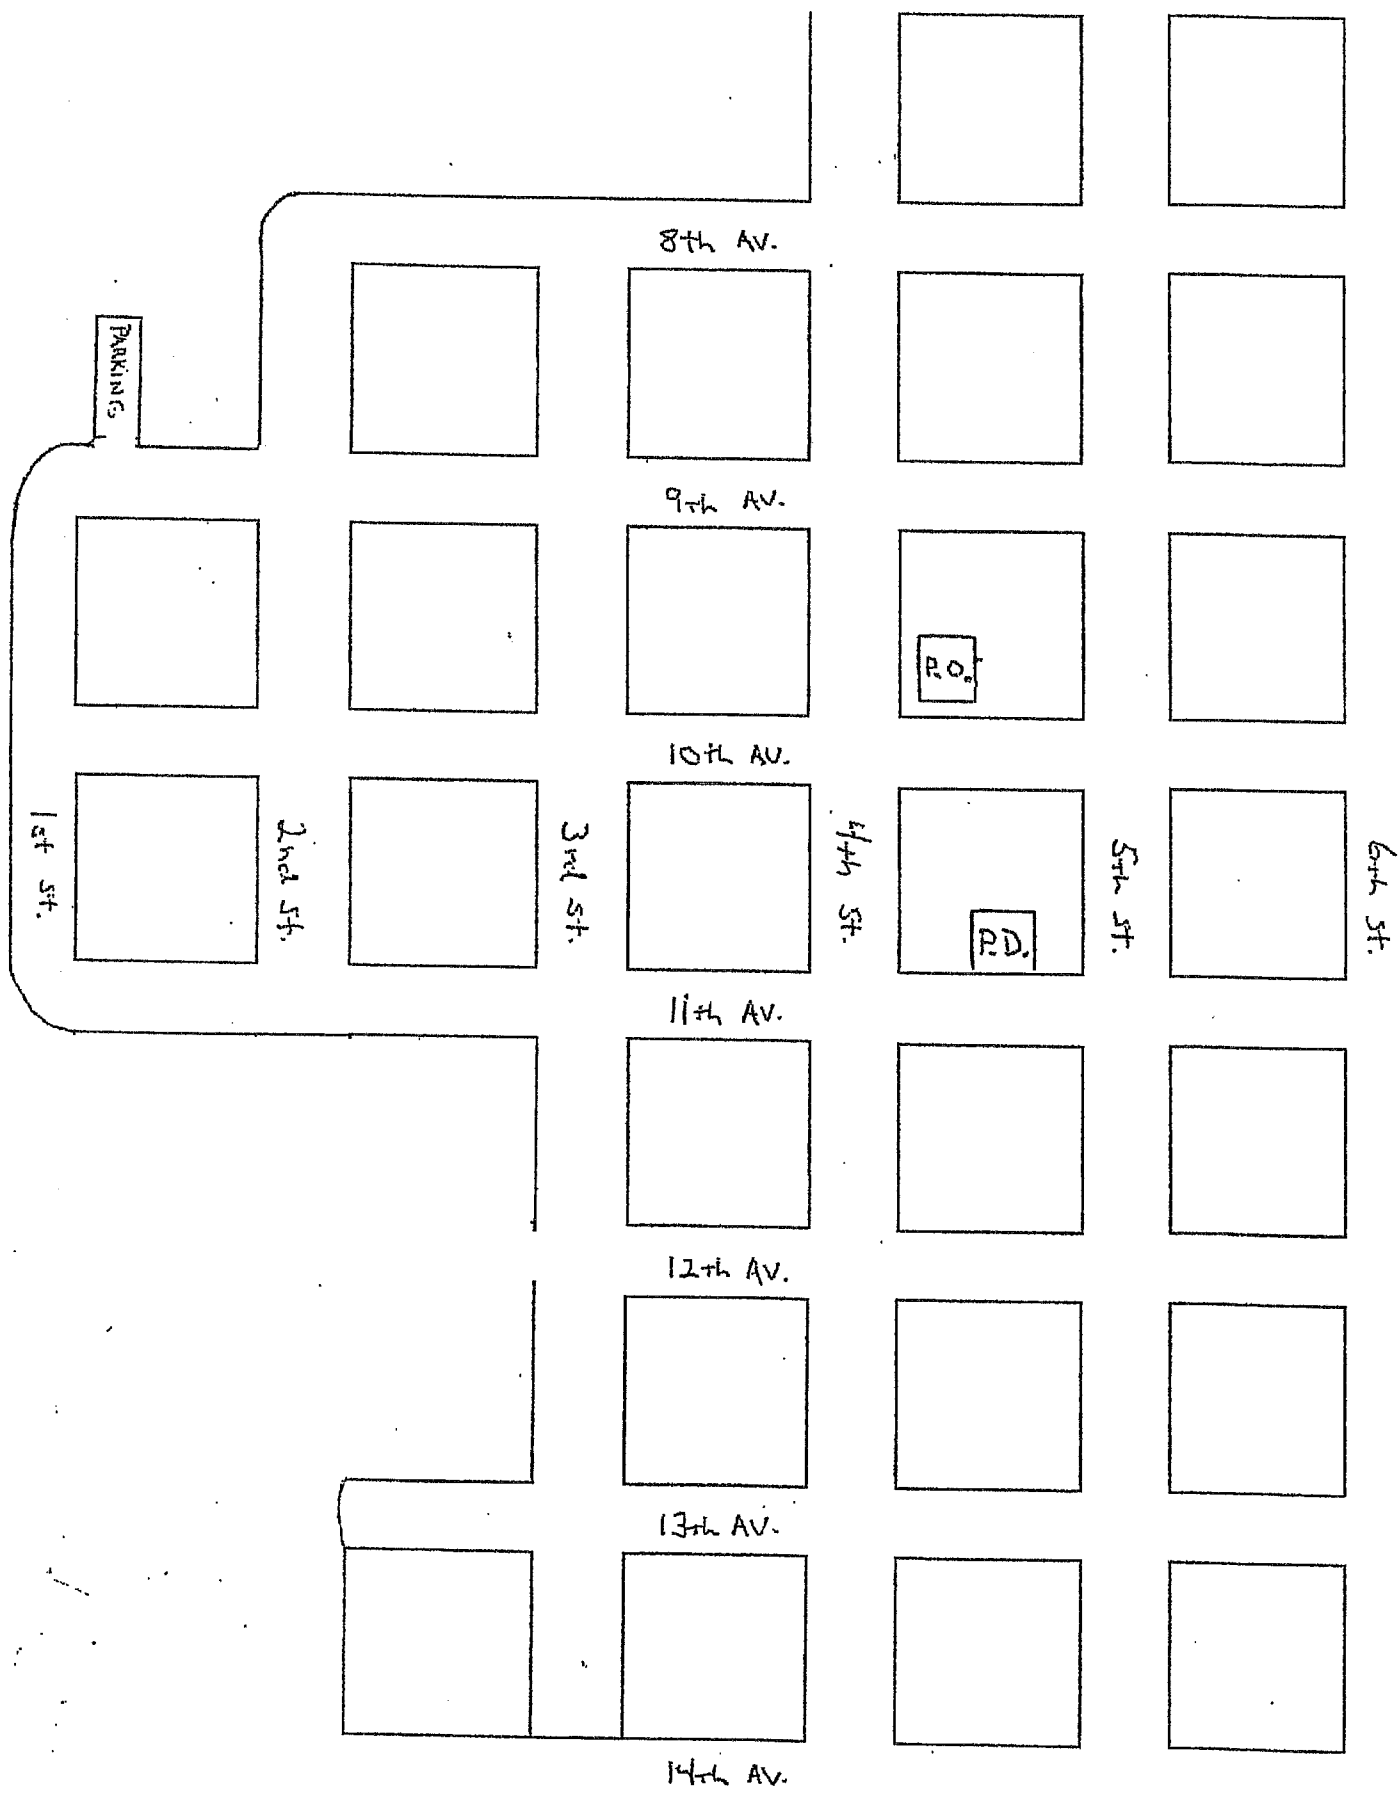 8th AV.
PARKING
9th AV.
P.O.
10th AV.
1st St.
2nd St.
3rd St.
4th St.
5th St.
6th St.
P.D.
11th AV.
12th AV.
13th AV.
14th AV.